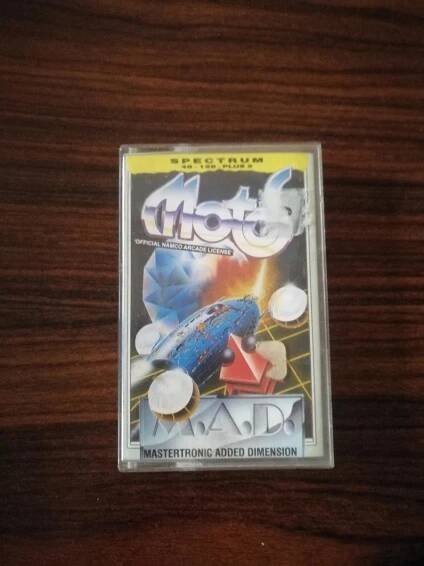 SPECTRUM
48 - 128 - PLUS 2
Motos
'OFFICIAL NAMCO ARCADE LICENSE'
M.A.D.
MASTERTRONIC ADDED DIMENSION